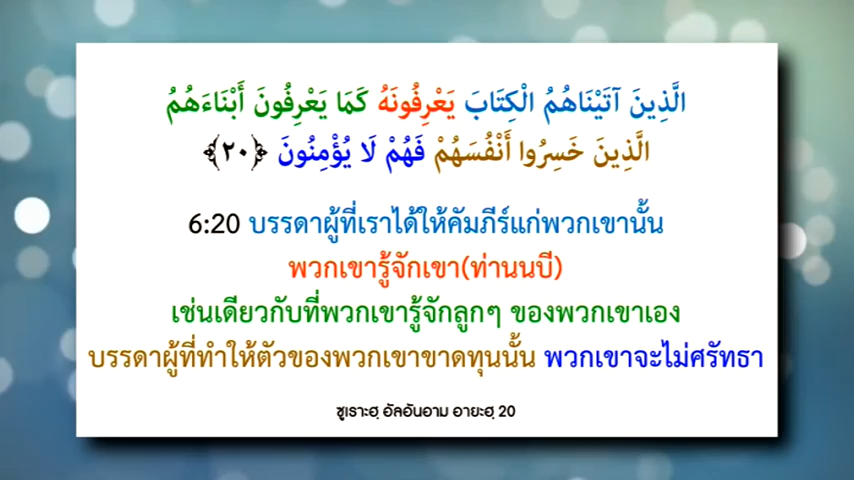 الَّذِينَ آتَيْنَاهُمُ الْكِتَابَ يَعْرِفُونَهُ كَمَا يَعْرِفُونَ أَبْنَاءَهُمُ
الَّذِينَ خَسِرُوا أَنْفُسَهُمْ فَهُمْ لَا يُؤْمِنُونَ ﴿٢٠﴾
6:20 บรรดาผู้ที่เราได้ให้คัมภีร์แก่พวกเขานั้น
พวกเขารู้จักเขา(ท่านนบี)
เช่นเดียวกับที่พวกเขารู้จักลูกๆ ของพวกเขาเอง
บรรดาผู้ที่ทำให้ตัวของพวกเขาขาดทุนนั้น พวกเขาจะไม่ศรัทธา
ซูเราะฮฺ อัลอันอาม อายะฮฺ 20